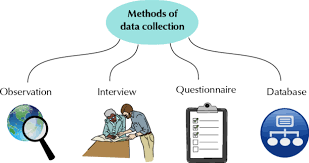 Methods of
data collection
Observation
Interview
Questionnaire
Database